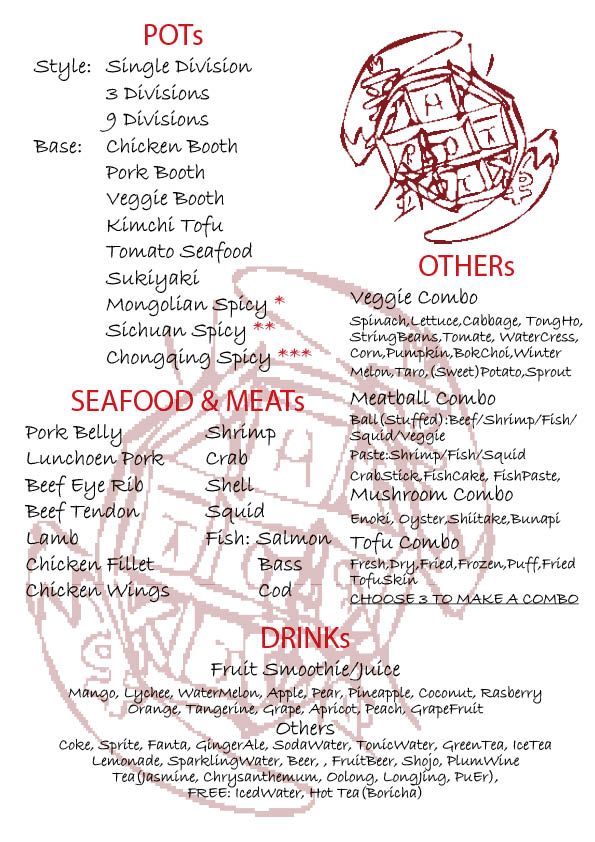 POTs
Style: Single Division
3 Divisions
9 Divisions
Base: Chicken Booth
Pork Booth
Veggie Booth
Kimchi Tofu
Tomato Seafood
Sukiyaki
Mongolian Spicy *
Sichuan Spicy **
Chongqing Spicy ***
SEAFOOD & MEATs
Pork Belly Shrimp
Lunchoen Pork Crab
Beef Eye Rib Shell
Beef Tendon Squid
Lamb Fish: Salmon
Chicken Fillet Bass
Chicken Wings Cod
OTHERs
Veggie Combo
Spinach,Lettuce,Cabbage, TongHo,
StringBeans,Tomate, WaterCress,
Corn,Pumpkin,BokChoi,Winter
Melon,Taro,(Sweet)Potato,Sprout
Meatball Combo
Ball(Stuffed):Beef/Shrimp/Fish/
Squid/Veggie
Paste:Shrimp/Fish/Squid
CrabStick,FishCake, FishPaste,
Mushroom Combo
Enoki, Oyster,Shiitake,Bunapi
Tofu Combo
Fresh,Dry,Fried,Frozen,Puff,Fried
TofuSkin
CHOOSE 3 TO MAKE A COMBO
DRINKs
Fruit Smoothie/Juice
Mango, Lychee, WaterMelon, Apple, Pear, Pineapple, Coconut, Rasberry
Orange, Tangerine, Grape, Apricot, Peach, GrapeFruit
Others
Coke, Sprite, Fanta, GingerAle, SodaWater, TonicWater, GreenTea, IceTea
Lemonade, SparklingWater, Beer, , FruitBeer, Shojo, PlumWine
Tea(Jasmine, Chrysanthemum, Oolong, LongJing, PuEr),
FREE: IcedWater, Hot Tea(Boricha)